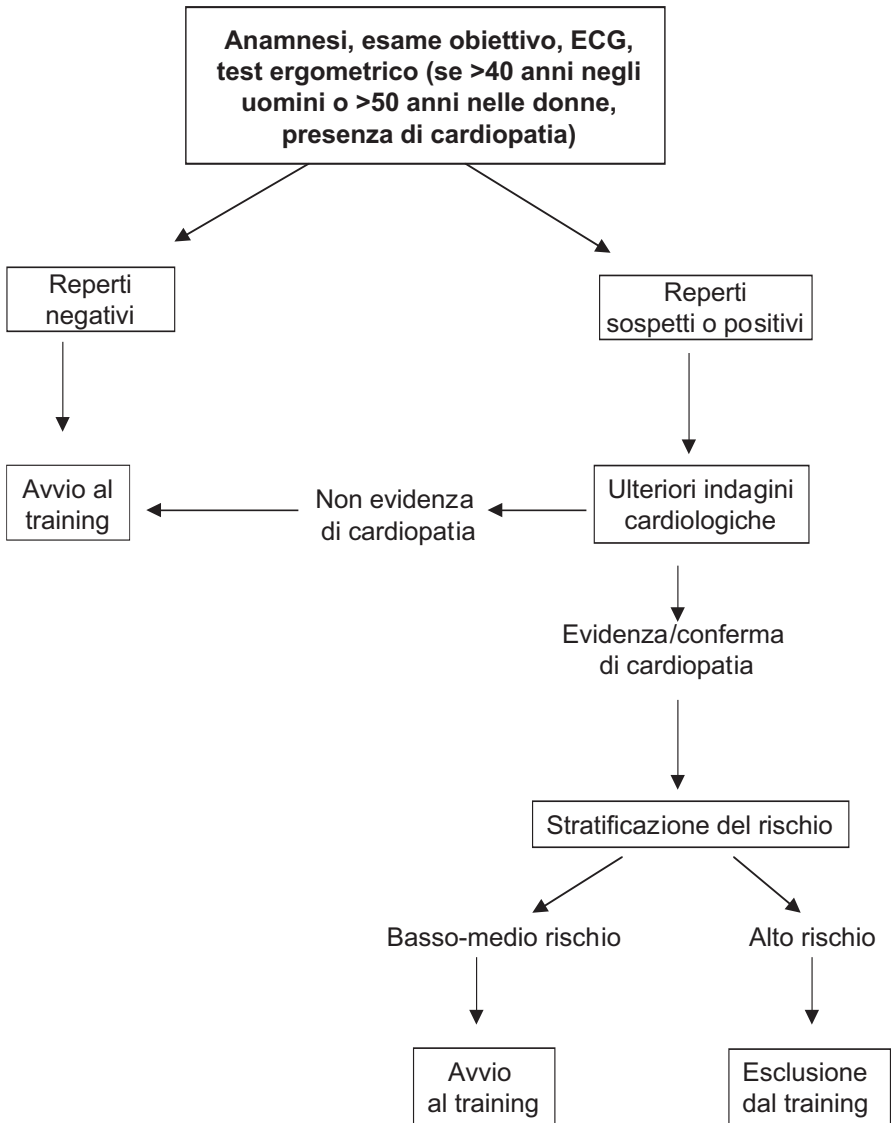 Anamnesi, esame obiettivo, ECG,
test ergometrico (se >40 anni negli
uomini o >50 anni nelle donne,
presenza di cardiopatia)
Reperti
negativi
Reperti
sospetti o positivi
Avvio al
training
Non evidenza
di cardiopatia
Ulteriori indagini
cardiologiche
Evidenza/conferma
di cardiopatia
Stratificazione del rischio
Basso-medio rischio
Alto rischio
Avvio
al training
Esclusione
dal training